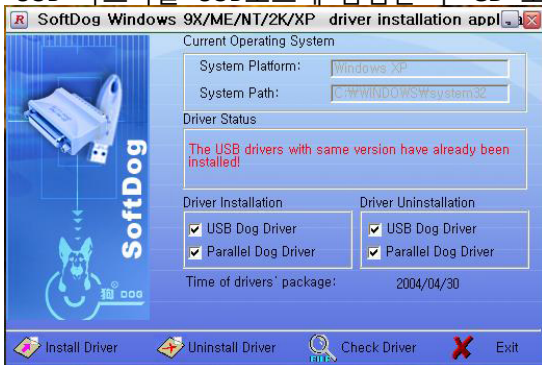 SoftDog Windows 9X/ME/NT/2K/XP driver installation appl
Current Operating System
System Platform: Windows XP
System Path: C:₩WINDOWS₩system32
Driver Status
The USB drivers with same version have already been
installed!
Driver Installation
Driver Uninstallation
USB Dog Driver
USB Dog Driver
Parallel Dog Driver
Parallel Dog Driver
Time of drivers' package: 2004/04/30
SoftDog
狗 DOG
Install Driver
Uninstall Driver
Check Driver
Exit